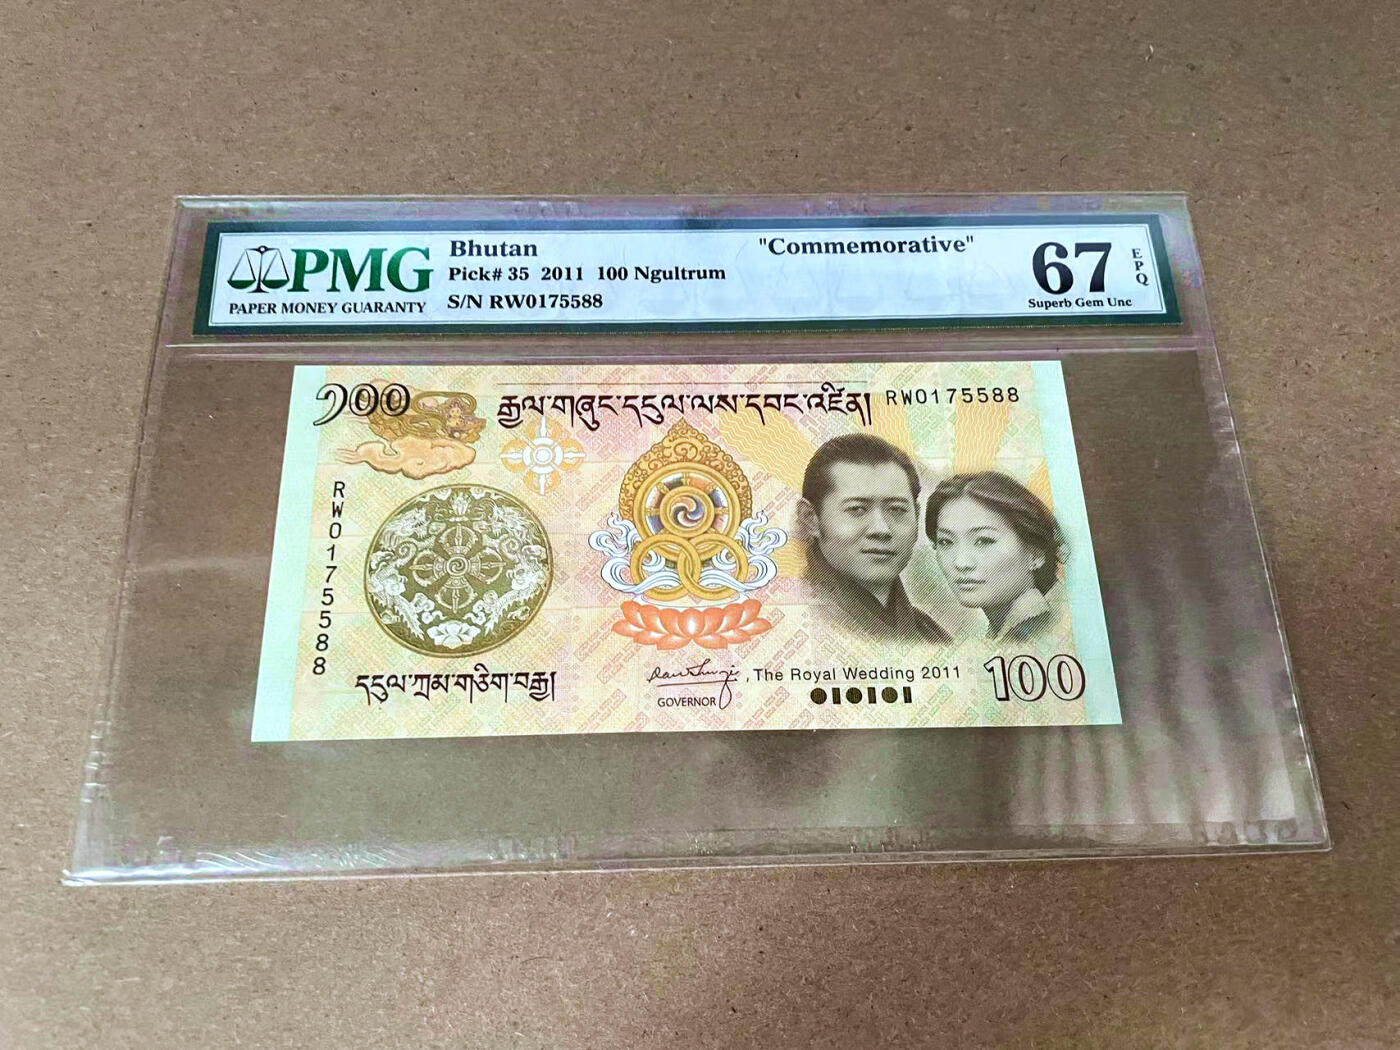 PMG
PAPER MONEY GUARANTY
Bhutan
Pick# 35 2011 100 Ngultrum
S/N RW0175588
"Commemorative"
67
EPQ
Superb Gem Unc
༡༠༠
རྒྱལ་གཞུང་དངུལ་ལས་དབང་འཛིན།
RW0175588
RW0175588
དངུལ་ཀྲམ་གཅིག་བརྒྱ།
GOVERNOR
, The Royal Wedding 2011
100